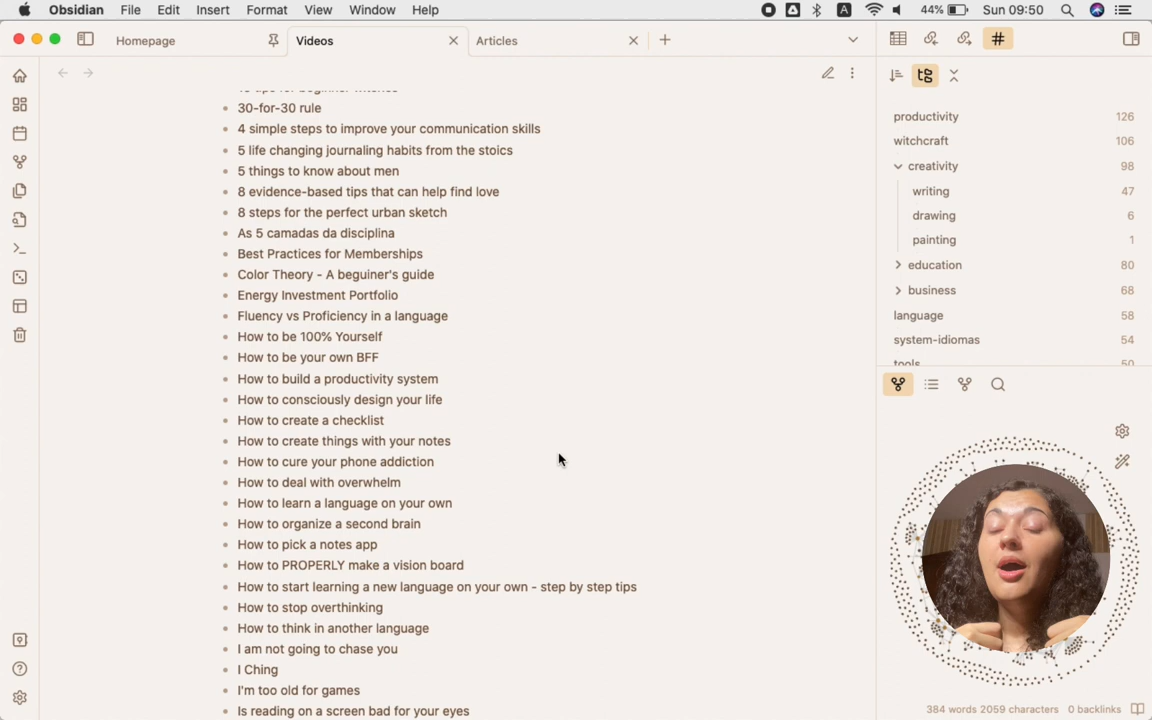 Obsidian File Edit Insert Format View Window Help
A
44%
Sun 09:50
Homepage
Videos
Articles
30-for-30 rule
4 simple steps to improve your communication skills
5 life changing journaling habits from the stoics
5 things to know about men
8 evidence-based tips that can help find love
8 steps for the perfect urban sketch
As 5 camadas da disciplina
Best Practices for Memberships
Color Theory - A beguiner's guide
Energy Investment Portfolio
Fluency vs Proficiency in a language
How to be 100% Yourself
How to be your own BFF
How to build a productivity system
How to consciously design your life
How to create a checklist
How to create things with your notes
How to cure your phone addiction
How to deal with overwhelm
How to learn a language on your own
How to organize a second brain
How to pick a notes app
How to PROPERLY make a vision board
How to start learning a new language on your own - step by step tips
How to stop overthinking
How to think in another language
I am not going to chase you
I Ching
I'm too old for games
Is reading on a screen bad for your eyes
productivity 126
witchcraft 106
creativity 98
writing 47
drawing 6
painting 1
education 80
business 68
language 58
system-idiomas 54
tools 50
384 words 2059 characters 0 backlinks